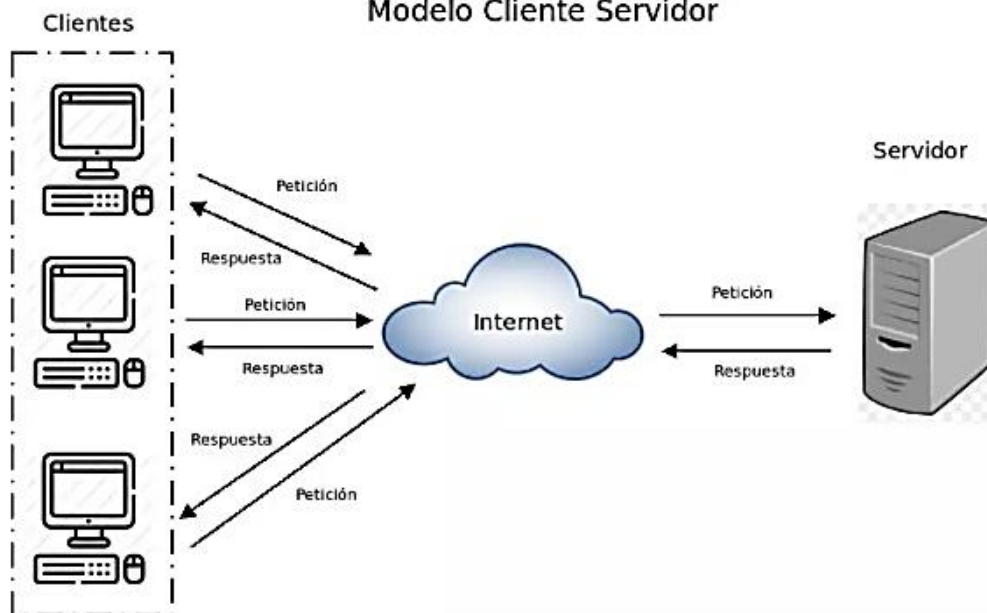 Modelo Cliente Servidor
Clientes
Servidor
Petición
Respuesta
Petición
Respuesta
Respuesta
Petición
Internet
Petición
Respuesta